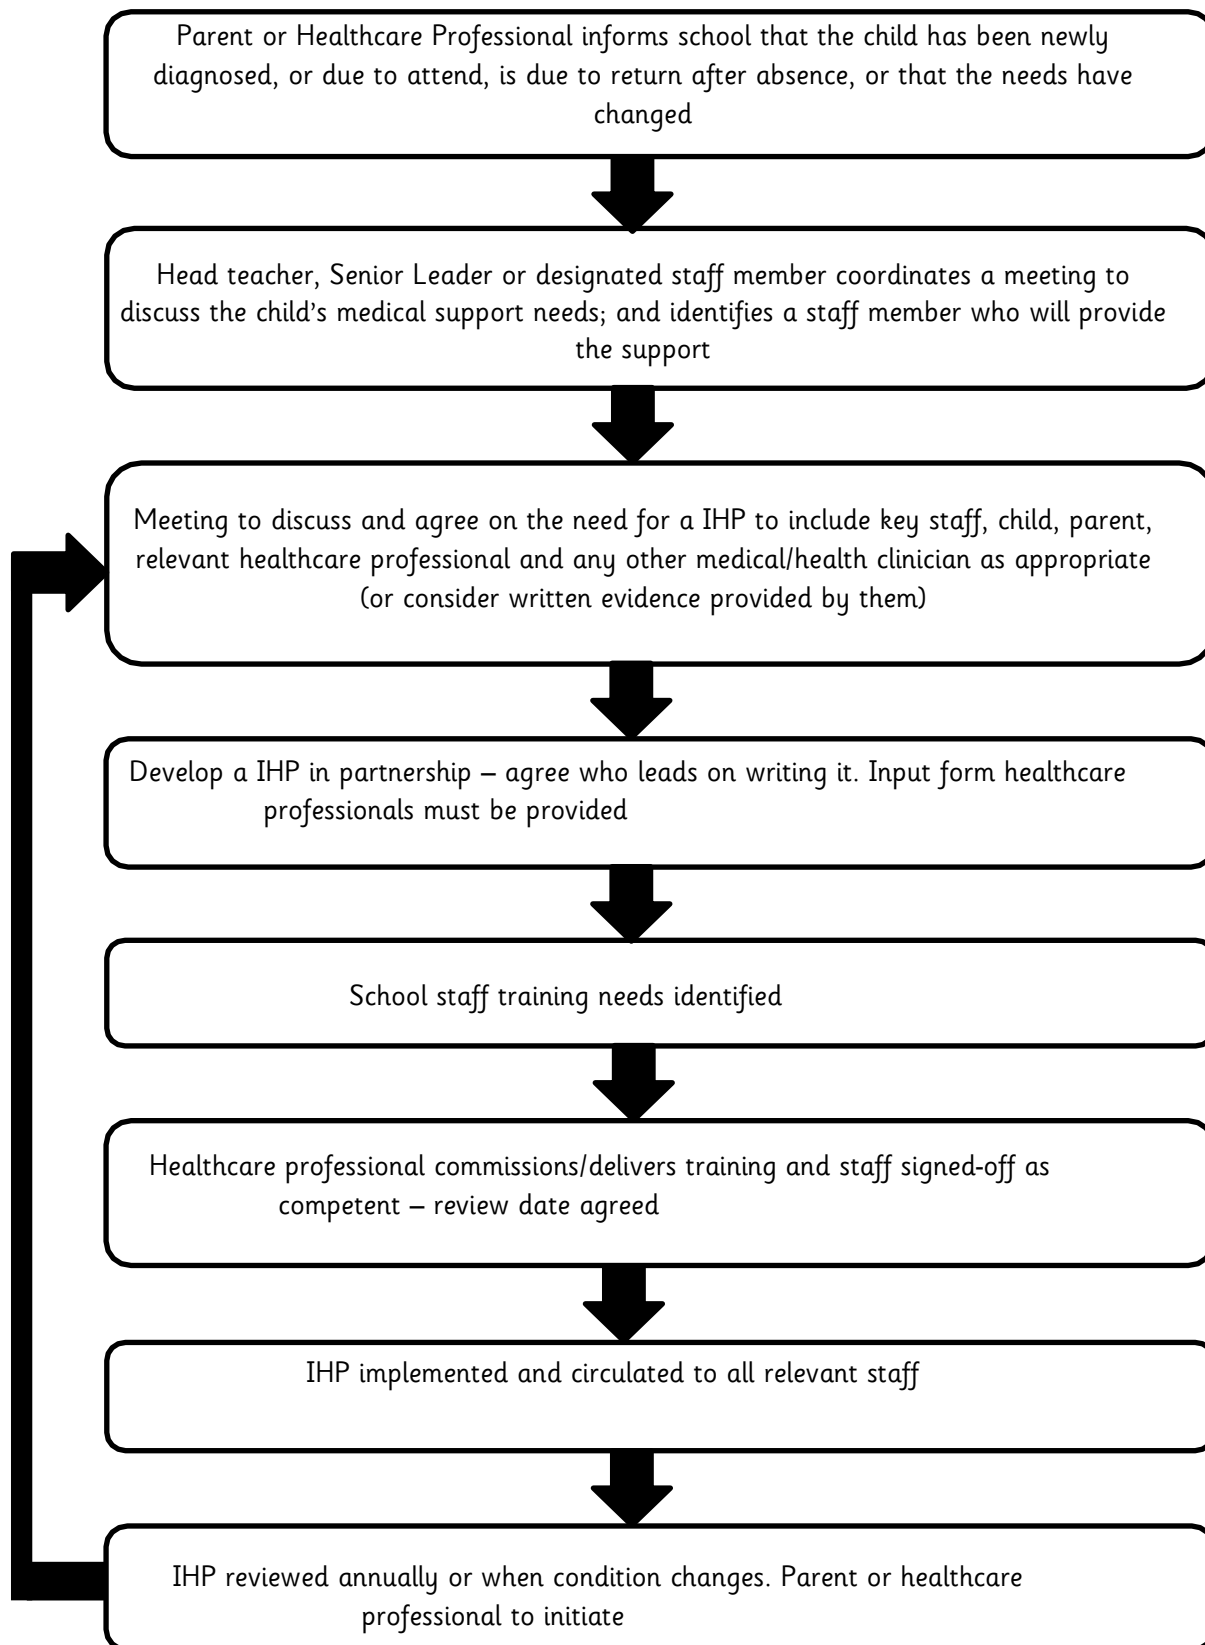 Parent or Healthcare Professional informs school that the child has been newly
diagnosed, or due to attend, is due to return after absence, or that the needs have
changed
Head teacher, Senior Leader or designated staff member coordinates a meeting to
discuss the child’s medical support needs; and identifies a staff member who will provide
the support
Meeting to discuss and agree on the need for a IHP to include key staff, child, parent,
relevant healthcare professional and any other medical/health clinician as appropriate
(or consider written evidence provided by them)
Develop a IHP in partnership – agree who leads on writing it. Input form healthcare
professionals must be provided
School staff training needs identified
Healthcare professional commissions/delivers training and staff signed-off as
competent – review date agreed
IHP implemented and circulated to all relevant staff
IHP reviewed annually or when condition changes. Parent or healthcare
professional to initiate